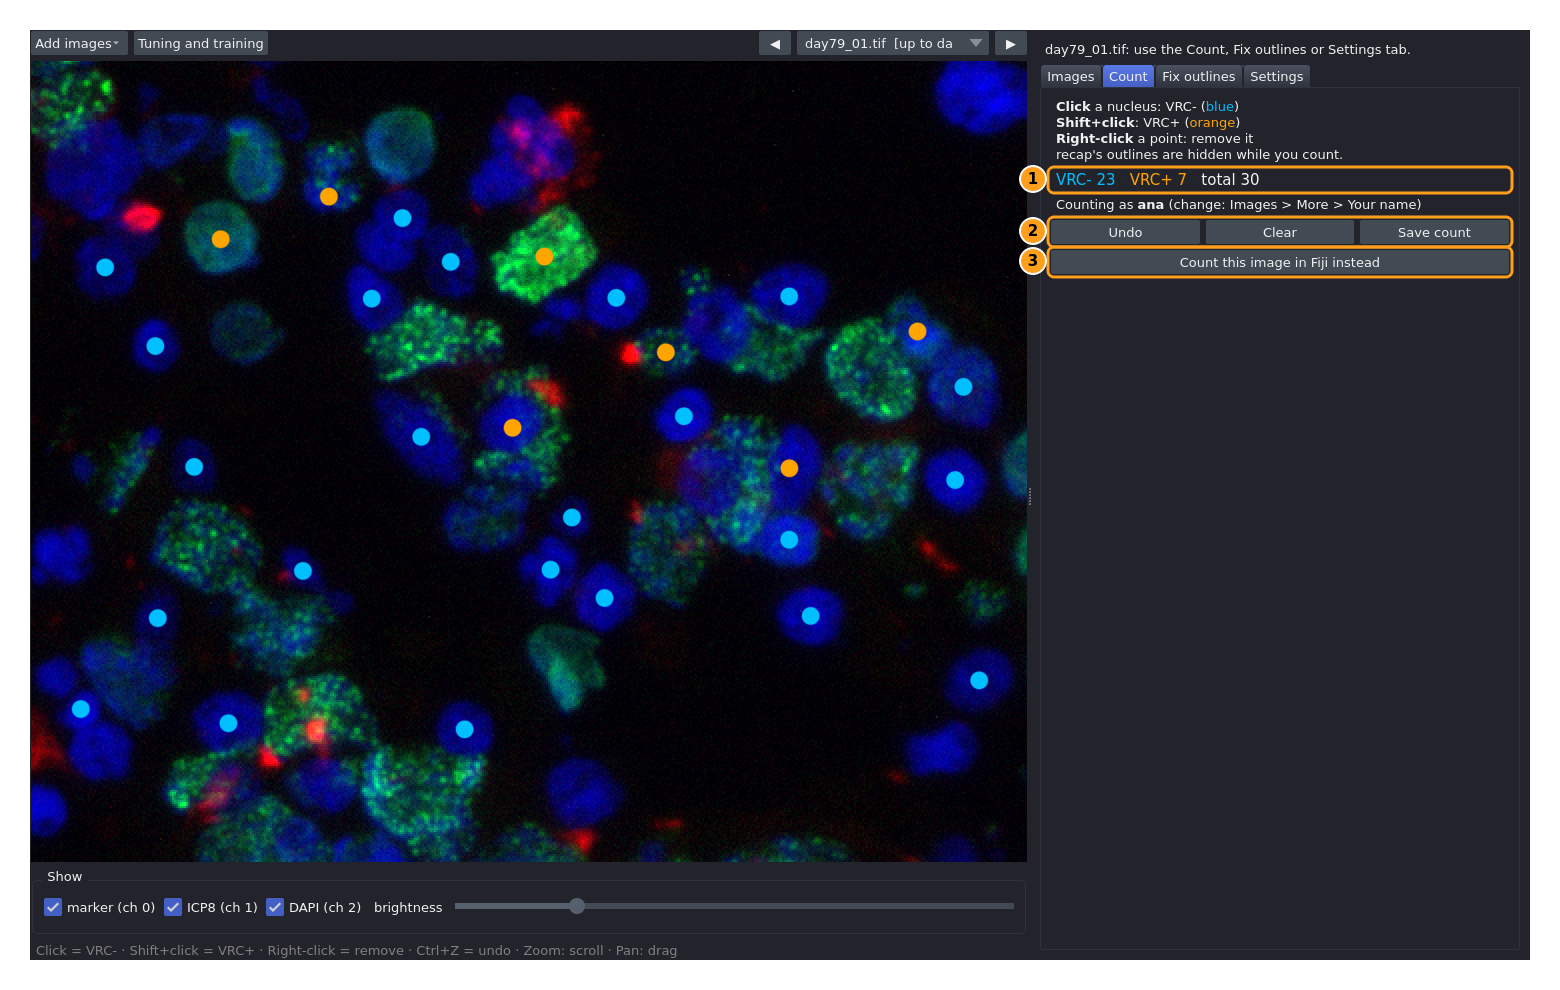 Add images
Tuning and training
◀
day79_01.tif [up to da
▶
day79_01.tif: use the Count, Fix outlines or Settings tab.
Images
Count
Fix outlines
Settings
Click a nucleus: VRC- (blue)
Shift+click: VRC+ (orange)
Right-click a point: remove it
recap's outlines are hidden while you count.
1
VRC- 23 VRC+ 7 total 30
Counting as ana (change: Images > More > Your name)
2
Undo
Clear
Save count
3
Count this image in Fiji instead
Show
marker (ch 0)
ICP8 (ch 1)
DAPI (ch 2)
brightness
Click = VRC- · Shift+click = VRC+ · Right-click = remove · Ctrl+Z = undo · Zoom: scroll · Pan: drag